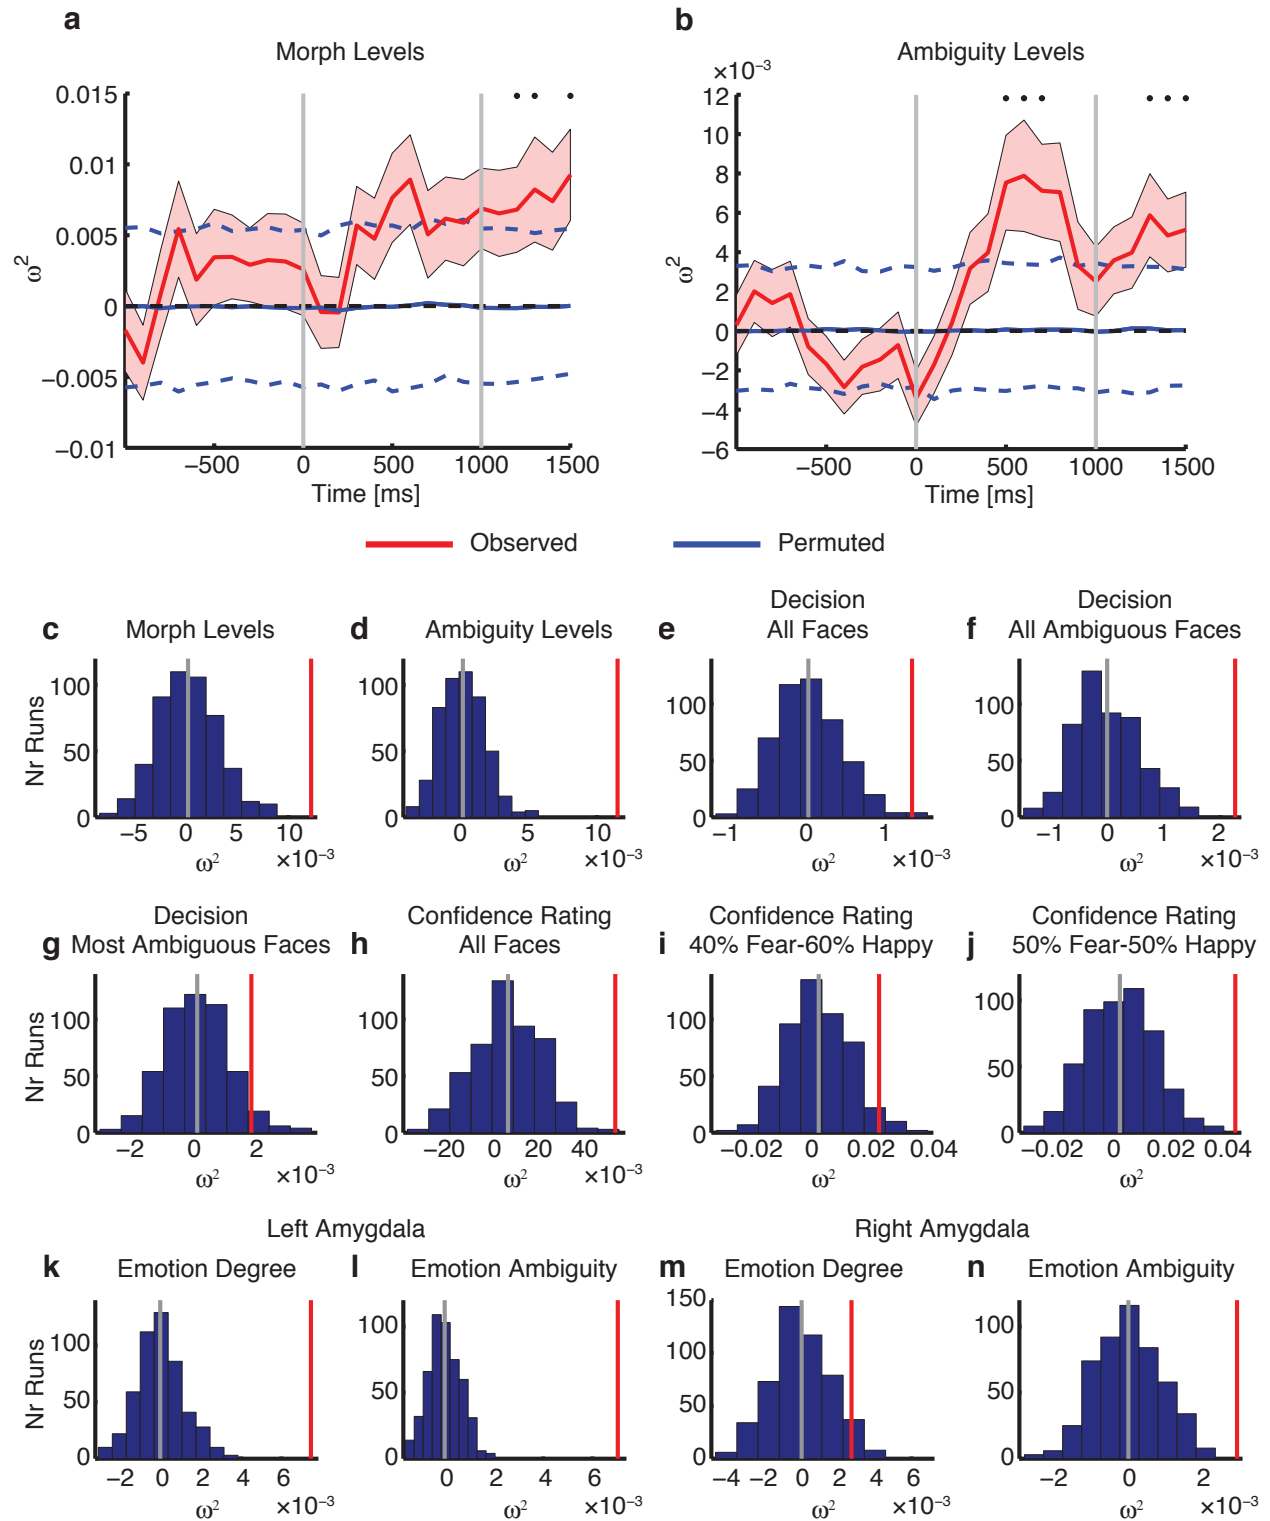 a
Morph Levels
0.015
0.01
0.005
0
−0.005
−0.01
ω²
−500 0 500 1000 1500
Time [ms]
b
Ambiguity Levels
×10⁻³
12
10
8
6
4
2
0
−2
−4
−6
ω²
−500 0 500 1000 1500
Time [ms]
Observed Permuted
c Morph Levels
Nr Runs
100
50
0
−5 0 5 10
×10⁻³
ω²
d Ambiguity Levels
100
50
0
0 5 10
×10⁻³
ω²
Decision
e All Faces
100
50
0
−1 0 1
×10⁻³
ω²
Decision
f All Ambiguous Faces
100
50
0
−1 0 1 2
×10⁻³
ω²
Decision
g Most Ambiguous Faces
Nr Runs
100
50
0
−2 0 2
×10⁻³
ω²
Confidence Rating
h All Faces
100
50
0
−20 0 20 40
×10⁻³
ω²
Confidence Rating
i 40% Fear-60% Happy
100
50
0
−0.02 0 0.02 0.04
ω²
Confidence Rating
j 50% Fear-50% Happy
100
50
0
−0.02 0 0.02 0.04
ω²
Left Amygdala
k Emotion Degree
Nr Runs
100
50
0
−2 0 2 4 6
×10⁻³
ω²
l Emotion Ambiguity
100
50
0
0 2 4 6
×10⁻³
ω²
Right Amygdala
m Emotion Degree
150
100
50
0
−4 −2 0 2 4 6
×10⁻³
ω²
n Emotion Ambiguity
100
50
0
−2 0 2
×10⁻³
ω²